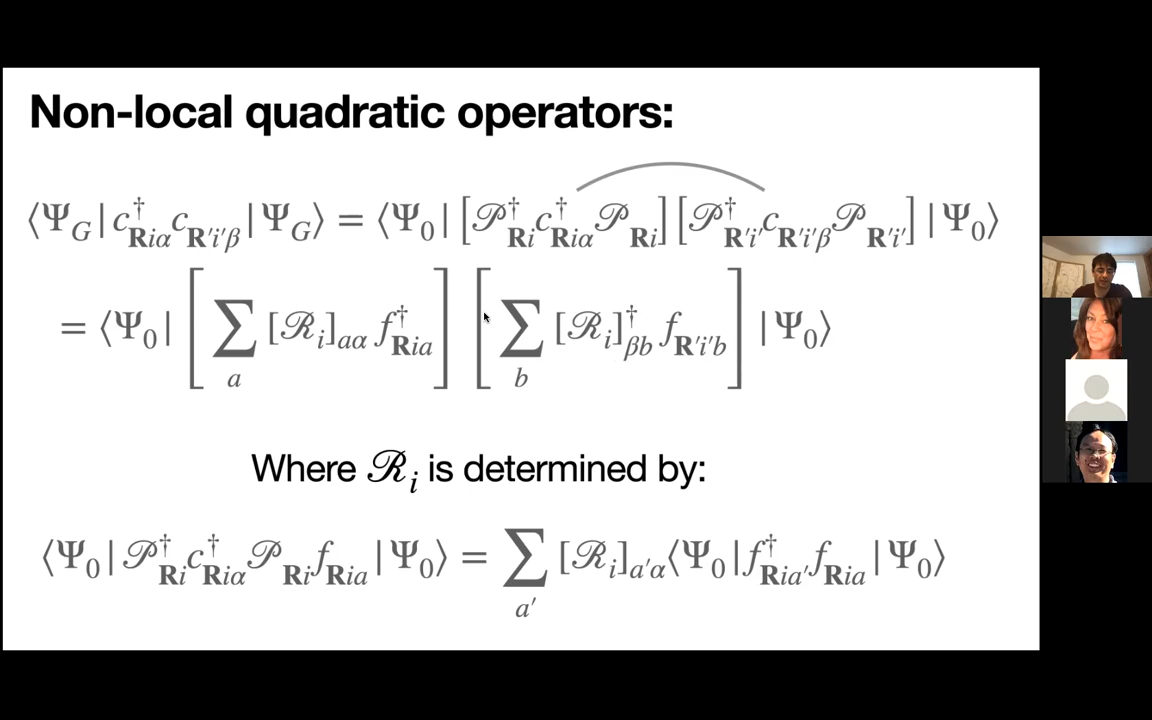 Non-local quadratic operators:
⟨Ψ_G| c†_{Riα} c_{R′i′β} |Ψ_G⟩ = ⟨Ψ_0| [𝒫†_{Ri} c†_{Riα} 𝒫_{Ri}] [𝒫†_{R′i′} c_{R′i′β} 𝒫_{R′i′}] |Ψ_0⟩
= ⟨Ψ_0| [∑_a [ℛ_i]_{aα} f†_{Ria}] [∑_b [ℛ_i]†_{βb} f_{R′i′b}] |Ψ_0⟩
Where ℛ_i is determined by:
⟨Ψ_0| 𝒫†_{Ri} c†_{Riα} 𝒫_{Ri} f_{Ria} |Ψ_0⟩ = ∑_{a′} [ℛ_i]_{a′α} ⟨Ψ_0| f†_{Ria′} f_{Ria} |Ψ_0⟩